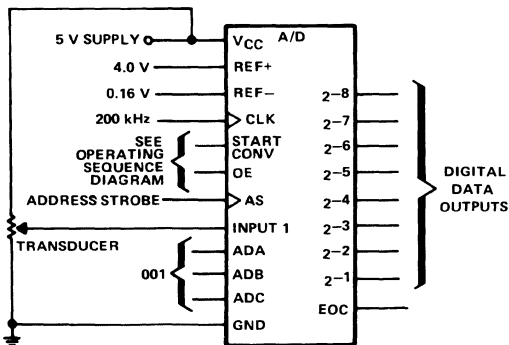 5 V SUPPLY
VCC
A/D
4.0 V
REF+
0.16 V
REF−
2−8
200 kHz
CLK
2−7
SEE
OPERATING
SEQUENCE
DIAGRAM
START
CONV
2−6
OE
2−5
DIGITAL
DATA
OUTPUTS
ADDRESS STROBE
AS
2−4
INPUT 1
2−3
TRANSDUCER
ADA
2−2
001
ADB
2−1
ADC
EOC
GND